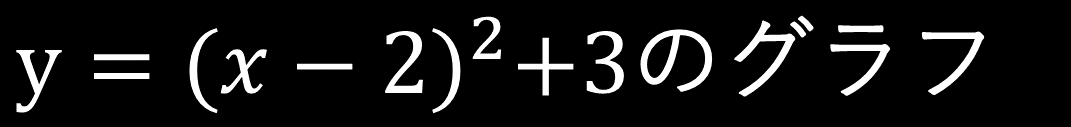 y = (x − 2)²+3のグラフ